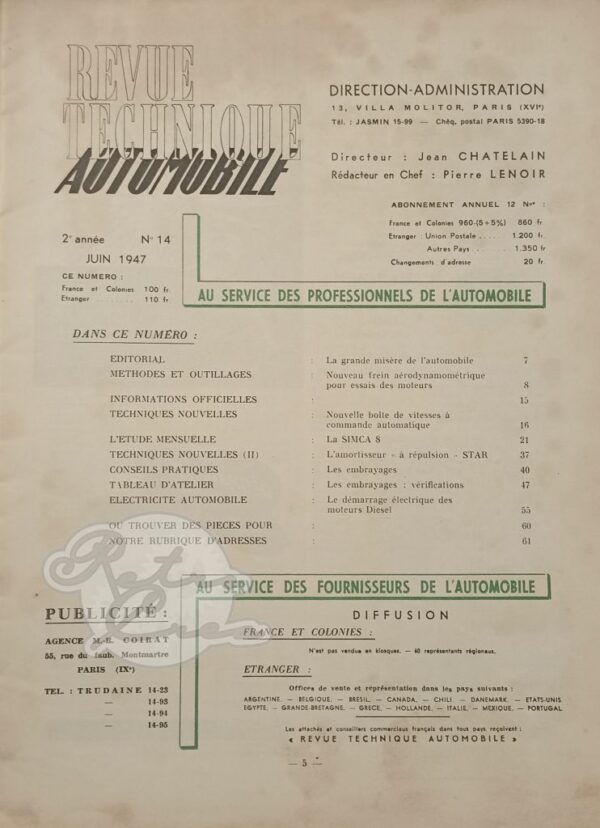 REVUE
TECHNIQUE
AUTOMOBILE
DIRECTION-ADMINISTRATION
13, VILLA MOLITOR, PARIS (XVIe)
Tél. : JASMIN 15-99 — Chèq. postal PARIS 5390-18
Directeur : Jean CHATELAIN
Rédacteur en Chef : Pierre LENOIR
ABONNEMENT ANNUEL 12 Nos :
France et Colonies 960-(5+5%) 860 fr
Etranger : Union Postale ..... 1.200 fr.
Autres Pays ....... 1.350 fr
Changements d'adresse 20 fr.
2e année No 14
JUIN 1947
CE NUMERO :
France et Colonies 100 fr.
Etranger ........ 110 fr.
AU SERVICE DES PROFESSIONNELS DE L'AUTOMOBILE
DANS CE NUMÉRO :
EDITORIAL : La grande misère de l'automobile 7
METHODES ET OUTILLAGES : Nouveau frein aérodynamométrique
pour essais des moteurs 8
INFORMATIONS OFFICIELLES : 15
TECHNIQUES NOUVELLES : Nouvelle boîte de vitesses à
commande automatique 16
L'ETUDE MENSUELLE : La SIMCA 8 21
TECHNIQUES NOUVELLES (II) : L'amortisseur « à répulsion » STAR 37
CONSEILS PRATIQUES : Les embrayages 40
TABLEAU D'ATELIER : Les embrayages : vérifications 47
ELECTRICITE AUTOMOBILE : Le démarrage électrique des
moteurs Diesel 55
OU TROUVER DES PIECES POUR : 60
NOTRE RUBRIQUE D'ADRESSES : 61
Retro
AU SERVICE DES FOURNISSEURS DE L'AUTOMOBILE
PUBLICITÉ :
AGENCE M.-R. COIRAT
55, rue du faub. Montmartre
PARIS (IXe)
TEL. : TRUDAINE 14-23
— 14-93
— 14-94
— 14-95
DIFFUSION
FRANCE ET COLONIES :
N'est pas vendue en kiosques. — 60 représentants régionaux.
ETRANGER :
Offices de vente et représentation dans les pays suivants :
ARGENTINE. — BELGIQUE. — BRESIL. — CANADA. — CHILI. — DANEMARK. — ETATS-UNIS
EGYPTE. — GRANDE-BRETAGNE. — GRECE. — HOLLANDE. — ITALIE. — MEXIQUE. — PORTUGAL
Les attachés et conseillers commerciaux français dans tous pays reçoivent :
« REVUE TECHNIQUE AUTOMOBILE »
— 5 —